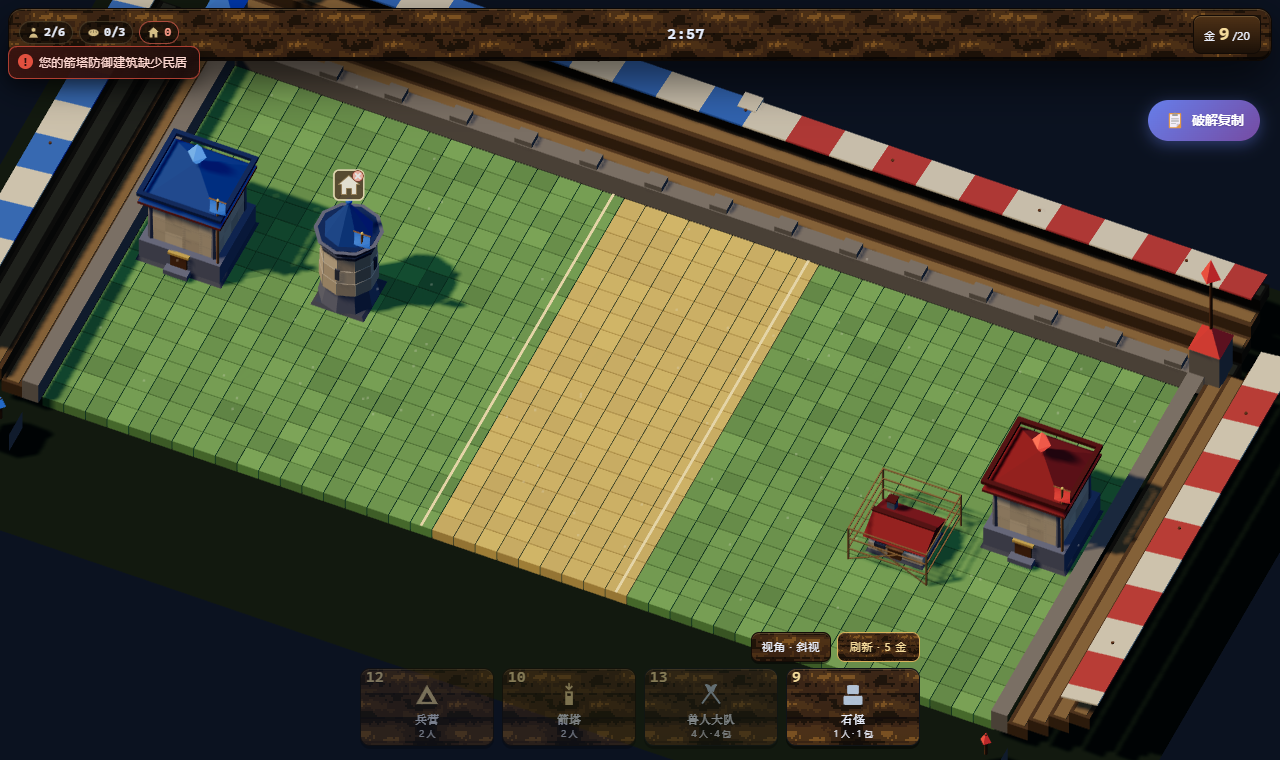 2/6
0/3
0
2:57
金 9 /20
您的箭塔防御建筑缺少民居
破解复制
视角 · 斜视
刷新 · 5 金
12
兵营
2人
10
箭塔
2人
13
兽人大队
4人·4包
9
石怪
1人·1包